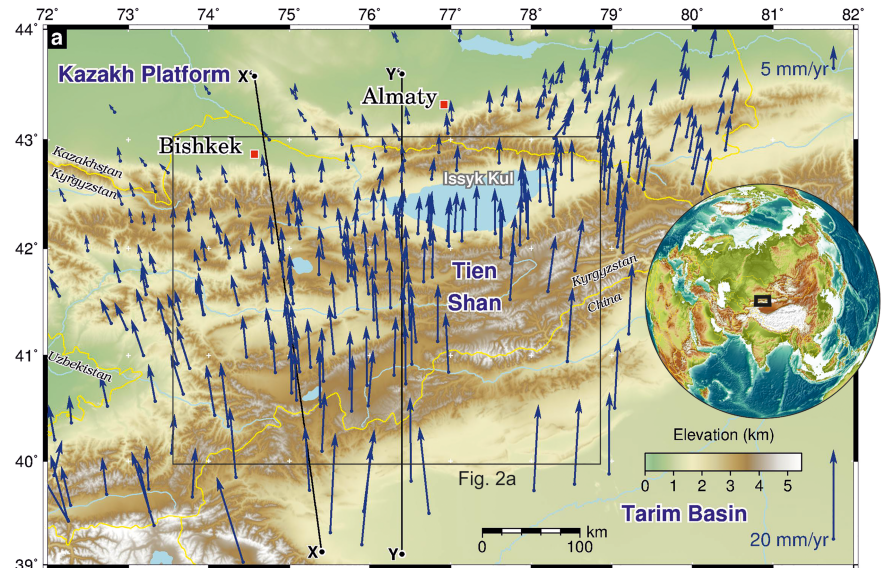 72° 73° 74° 75° 76° 77° 78° 79° 80° 81° 82°
44°
a
Kazakh Platform
X'
Y'
5 mm/yr
Almaty
43°
Bishkek
Kazakhstan
Kyrgyzstan
Issyk Kul
42°
Tien
Shan
Kyrgyzstan
China
41°
Uzbekistan
Elevation (km)
40°
0 1 2 3 4 5
Fig. 2a
Tarim Basin
km
0 100
20 mm/yr
X
Y
39°